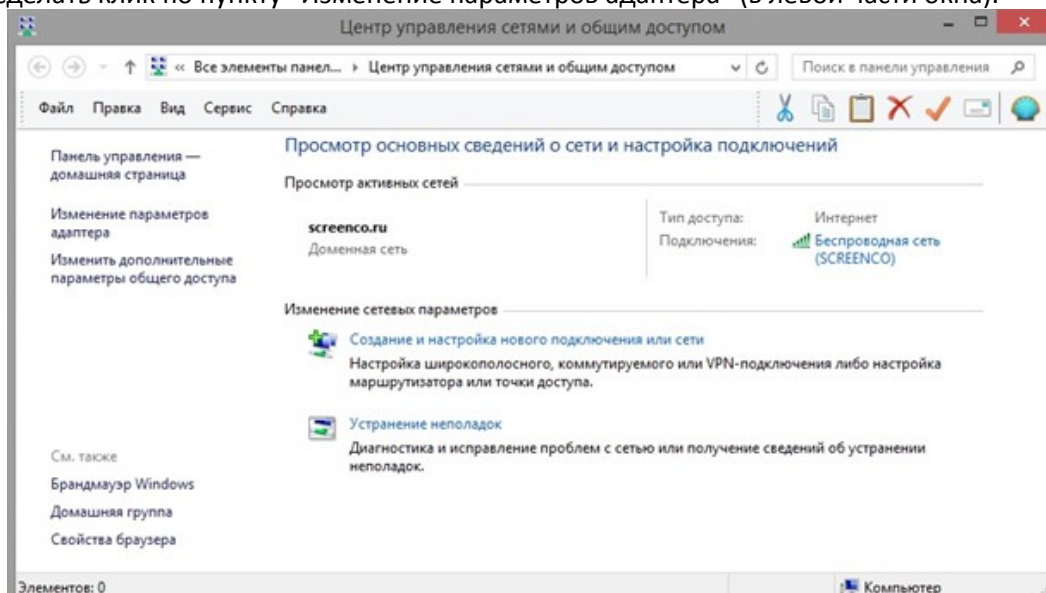 сделать клик по пункту "Изменение параметров адаптера" (в левой части окна).
Центр управления сетями и общим доступом
« Все элементы панел... Центр управления сетями и общим доступом
Поиск в панели управления
Файл Правка Вид Сервис Справка
Панель управления —
домашняя страница
Изменение параметров
адаптера
Изменить дополнительные
параметры общего доступа
Просмотр основных сведений о сети и настройка подключений
Просмотр активных сетей
screenco.ru
Доменная сеть
Тип доступа: Интернет
Подключения: Беспроводная сеть
(SCREENCO)
Изменение сетевых параметров
Создание и настройка нового подключения или сети
Настройка широкополосного, коммутируемого или VPN-подключения либо настройка
маршрутизатора или точки доступа.
Устранение неполадок
Диагностика и исправление проблем с сетью или получение сведений об устранении
неполадок.
См. также
Брандмауэр Windows
Домашняя группа
Свойства браузера
Элементов: 0
Компьютер